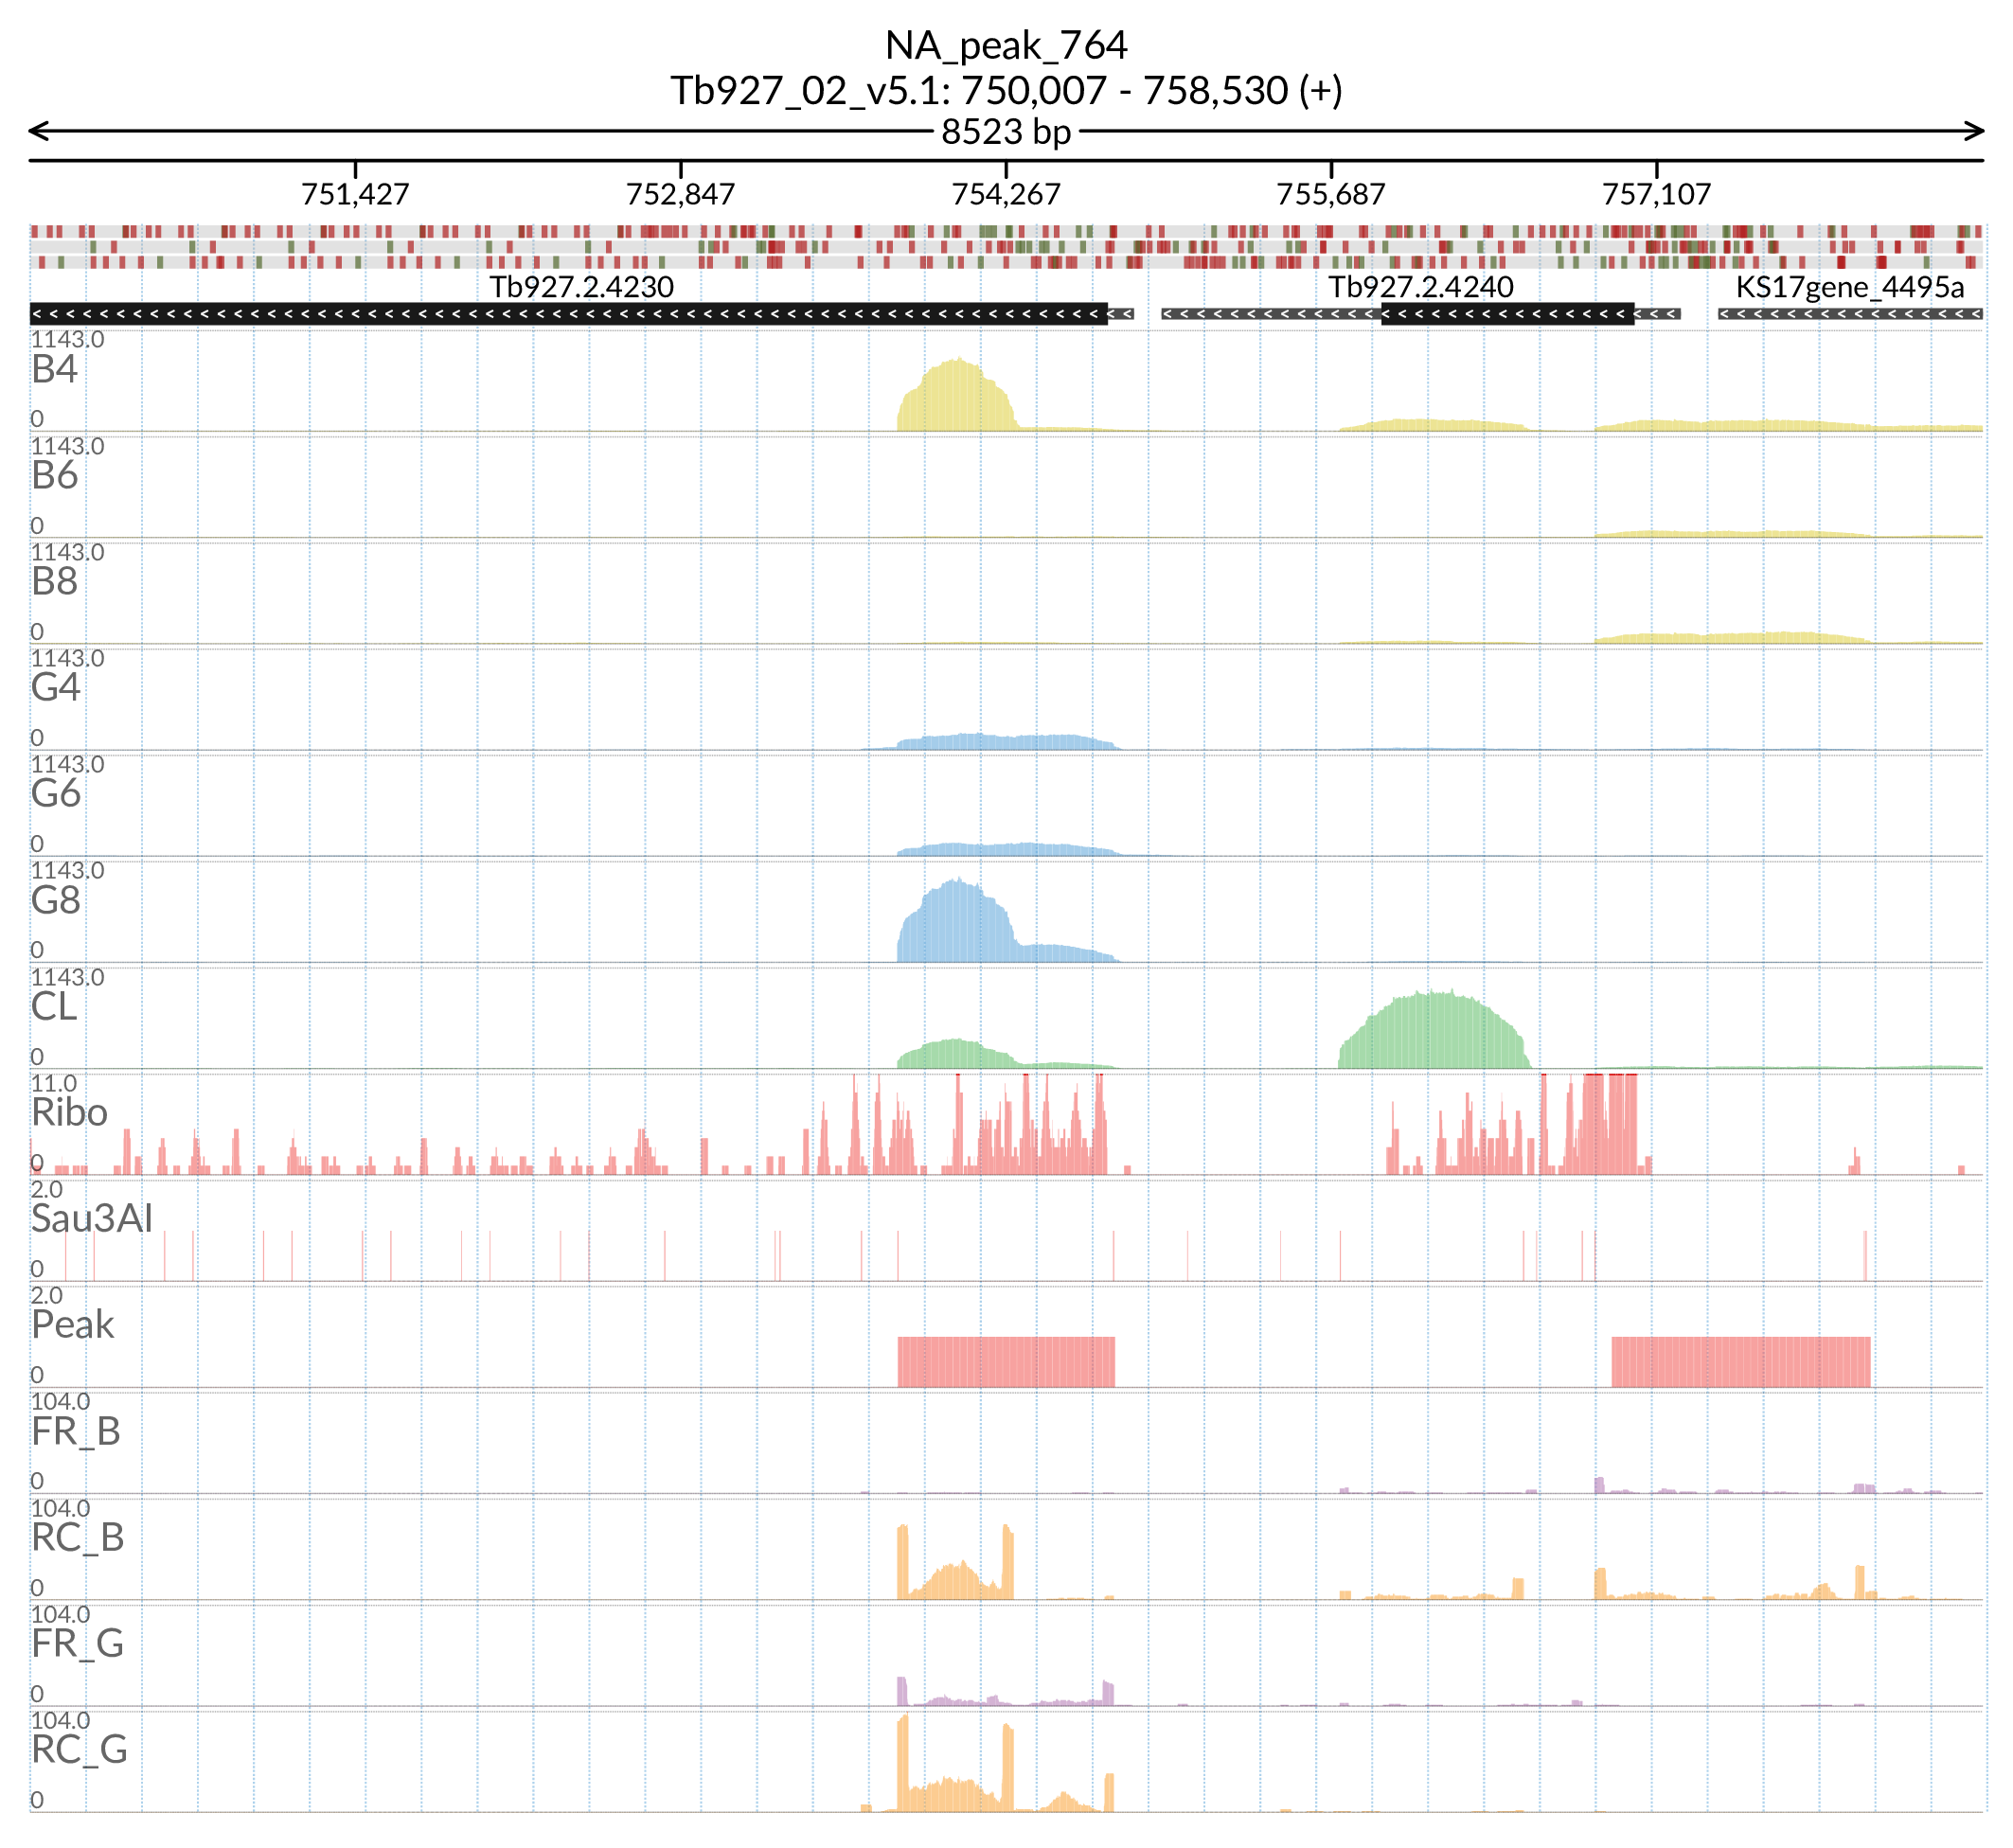 NA_peak_764
Tb927_02_v5.1: 750,007 - 758,530 (+)
8523 bp
751,427 752,847 754,267 755,687 757,107
Tb927.2.4230 Tb927.2.4240 KS17gene_4495a
1143.0
B4
0
1143.0
B6
0
1143.0
B8
0
1143.0
G4
0
1143.0
G6
0
1143.0
G8
0
1143.0
CL
0
11.0
Ribo
0
2.0
Sau3AI
0
2.0
Peak
0
104.0
FR_B
0
104.0
RC_B
0
104.0
FR_G
0
104.0
RC_G
0